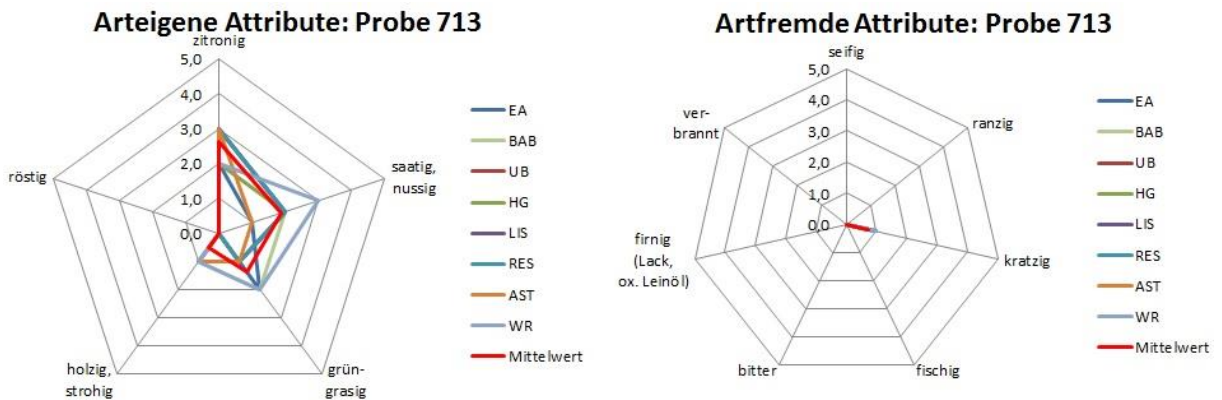 Arteigene Attribute: Probe 713
zitronig
5,0
4,0
3,0
2,0
1,0
0,0
saatig,
nussig
grün-
grasig
holzig,
strohig
röstig
EA
BAB
UB
HG
LIS
RES
AST
WR
Mittelwert
Artfremde Attribute: Probe 713
seifig
5,0
4,0
3,0
2,0
1,0
0,0
ranzig
kratzig
fischig
bitter
firnig
(Lack,
ox. Leinöl)
ver-
brannt
EA
BAB
UB
HG
LIS
RES
AST
WR
Mittelwert